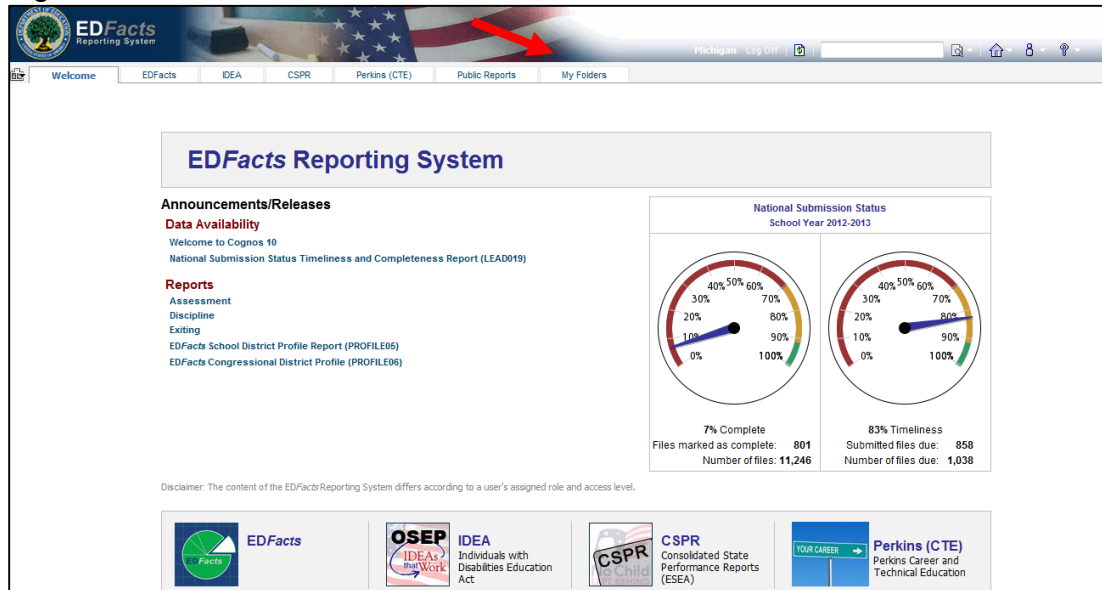 EDFacts
Reporting System
Michigan Log Off
Welcome EDFacts IDEA CSPR Perkins (CTE) Public Reports My Folders
EDFacts Reporting System
Announcements/Releases
Data Availability
Welcome to Cognos 10
National Submission Status Timeliness and Completeness Report (LEAD019)
Reports
Assessment
Discipline
Exiting
EDFacts School District Profile Report (PROFILE05)
EDFacts Congressional District Profile (PROFILE06)
National Submission Status
School Year 2012-2013
0% 10% 20% 30% 40% 50% 60% 70% 80% 90% 100%
7% Complete
Files marked as complete: 801
Number of files: 11,246
0% 10% 20% 30% 40% 50% 60% 70% 80% 90% 100%
83% Timeliness
Submitted files due: 858
Number of files due: 1,038
Disclaimer: The content of the EDFacts Reporting System differs according to a user's assigned role and access level.
EDFacts
EDFacts
OSEP
IDEAs
that Work
IDEA
Individuals with
Disabilities Education
Act
CSPR
No Child
LEFT BEHIND
CSPR
Consolidated State
Performance Reports
(ESEA)
YOUR CAREER
Perkins (CTE)
Perkins Career and
Technical Education